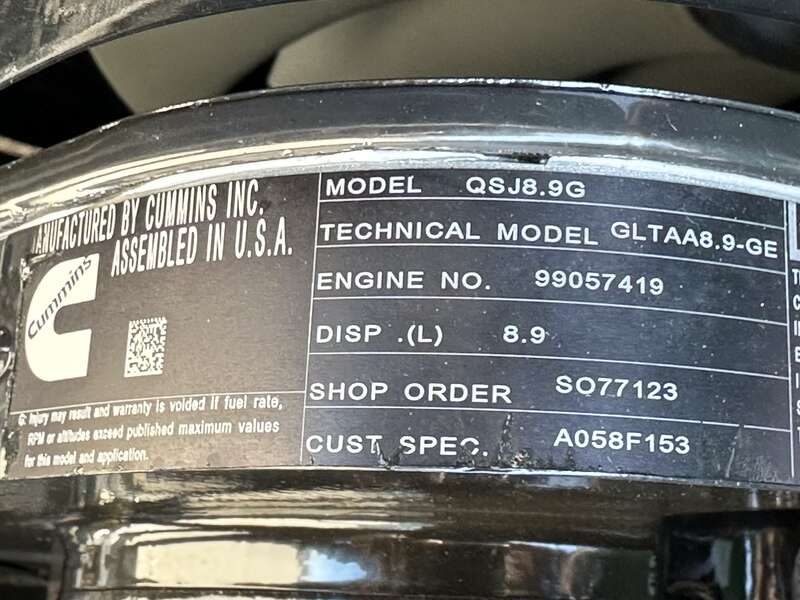 MANUFACTURED BY CUMMINS INC.
ASSEMBLED IN U.S.A.
Cummins
G: Injury may result and warranty is voided if fuel rate,
RPM or altitudes exceed published maximum values
for this model and application.
MODEL QSJ8.9G
TECHNICAL MODEL GLTAA8.9-GE
ENGINE NO. 99057419
DISP .(L) 8.9
SHOP ORDER SO77123
CUST. SPEC. A058F153